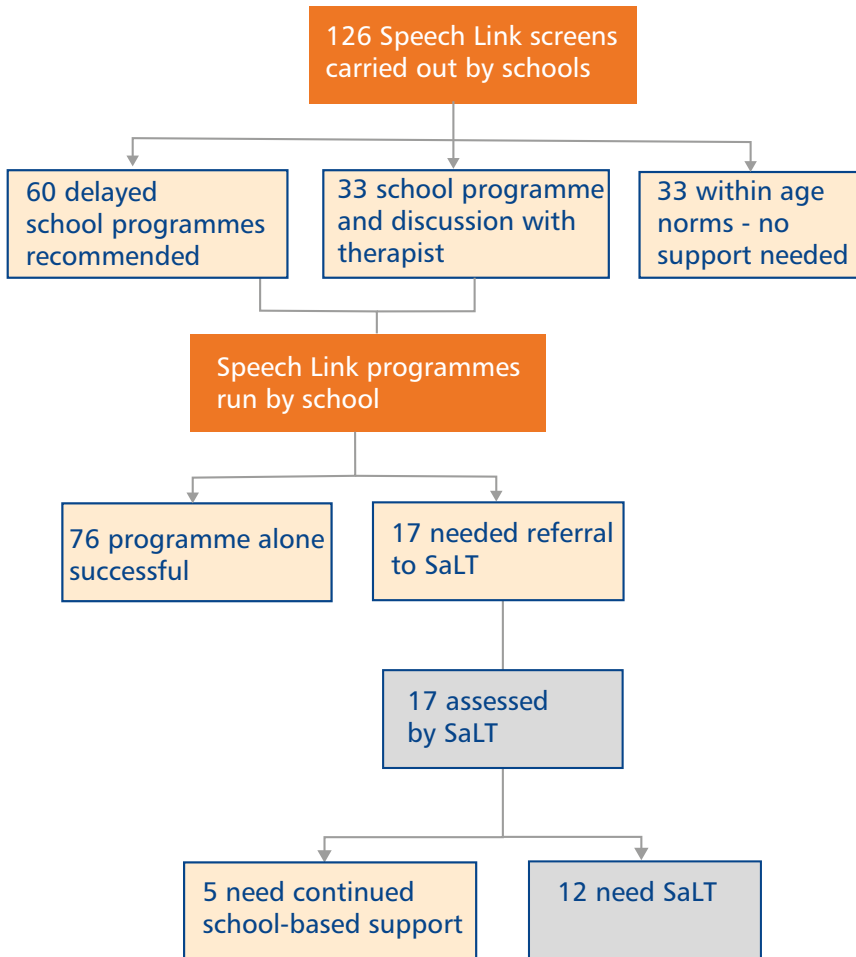 126 Speech Link screens
carried out by schools
60 delayed
school programmes
recommended
33 school programme
and discussion with
therapist
33 within age
norms - no
support needed
Speech Link programmes
run by school
76 programme alone
successful
17 needed referral
to SaLT
17 assessed
by SaLT
5 need continued
school-based support
12 need SaLT